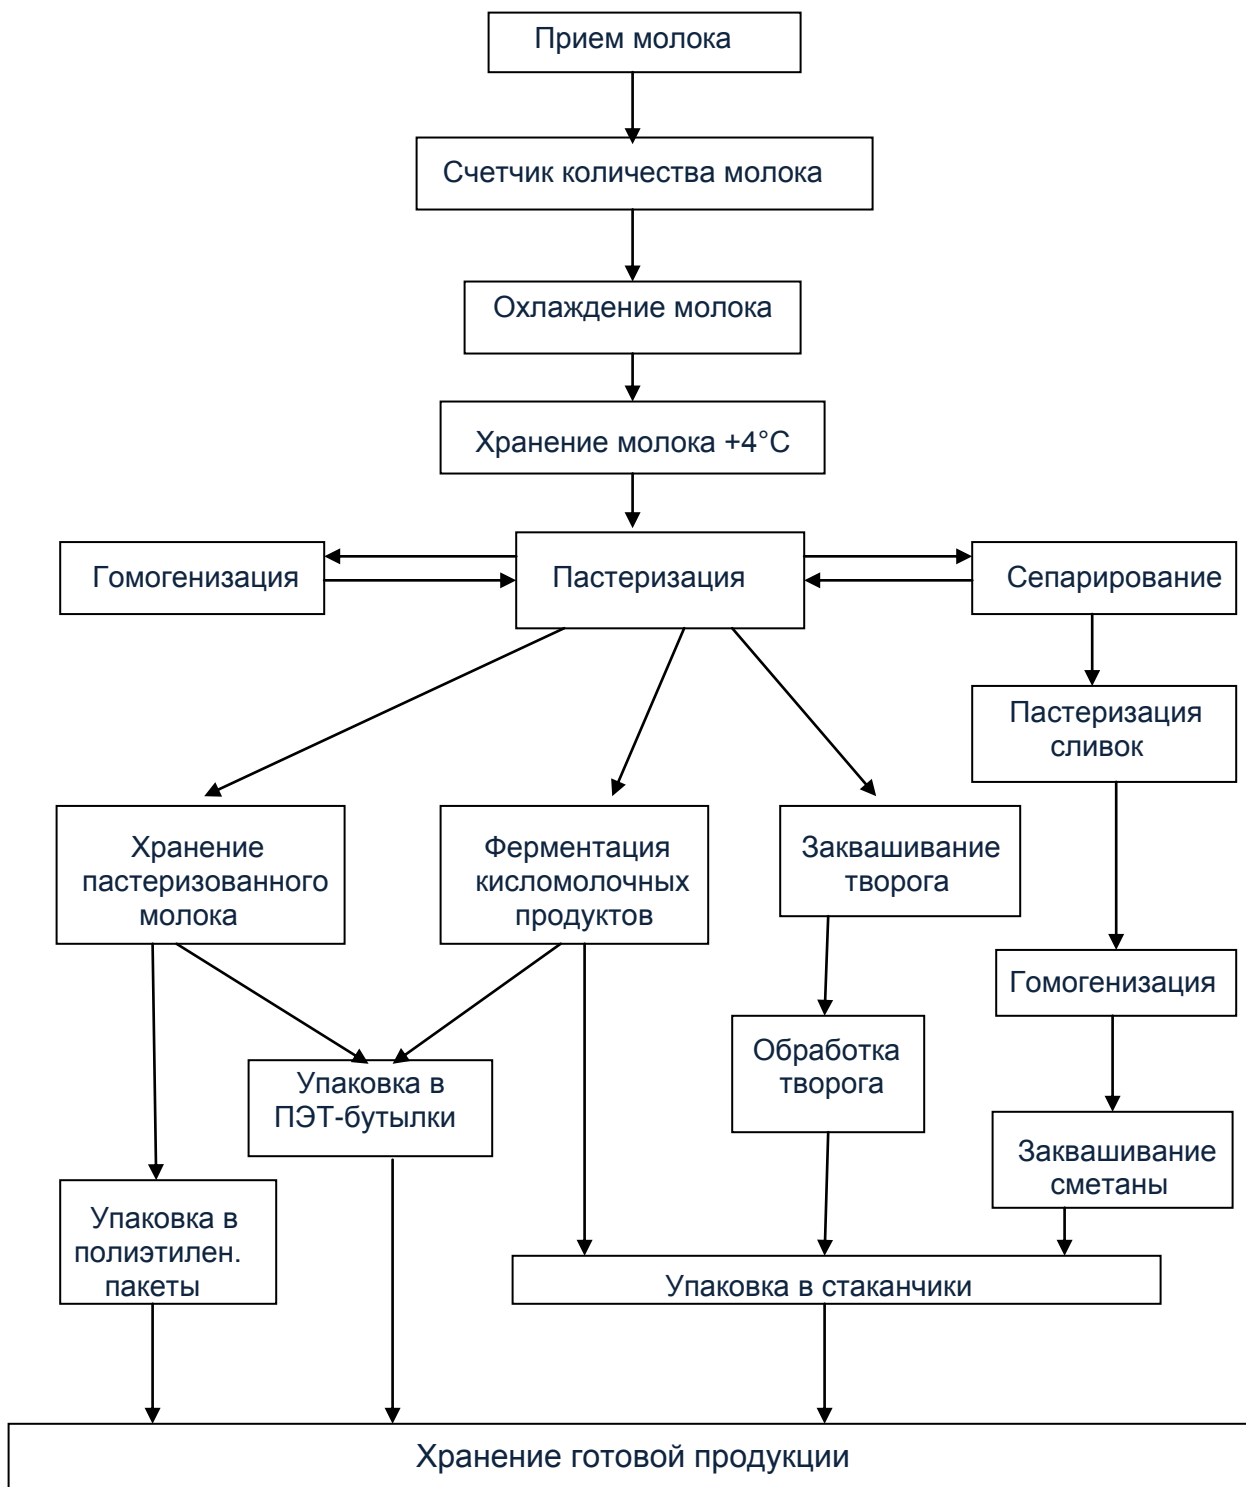 Прием молока
Счетчик количества молока
Охлаждение молока
Хранение молока +4°С
Гомогенизация
Пастеризация
Сепарирование
Пастеризация
сливок
Хранение
пастеризованного
молока
Ферментация
кисломолочных
продуктов
Заквашивание
творога
Гомогенизация
Обработка
творога
Упаковка в
ПЭТ-бутылки
Заквашивание
сметаны
Упаковка в
полиэтилен.
пакеты
Упаковка в стаканчики
Хранение готовой продукции